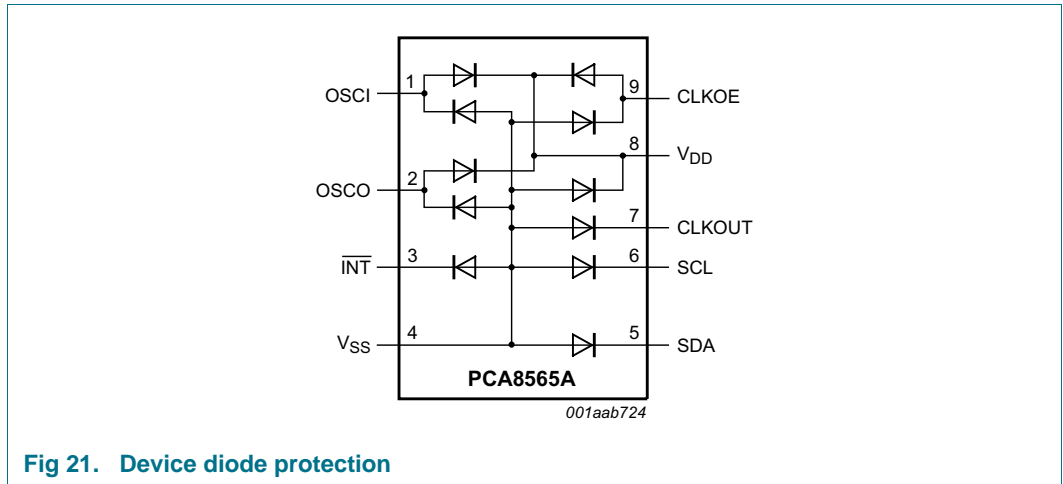 OSCI 1
9 CLKOE
8 VDD
OSCO 2
7 CLKOUT
INT 3
6 SCL
VSS 4
5 SDA
PCA8565A
001aab724
Fig 21. Device diode protection